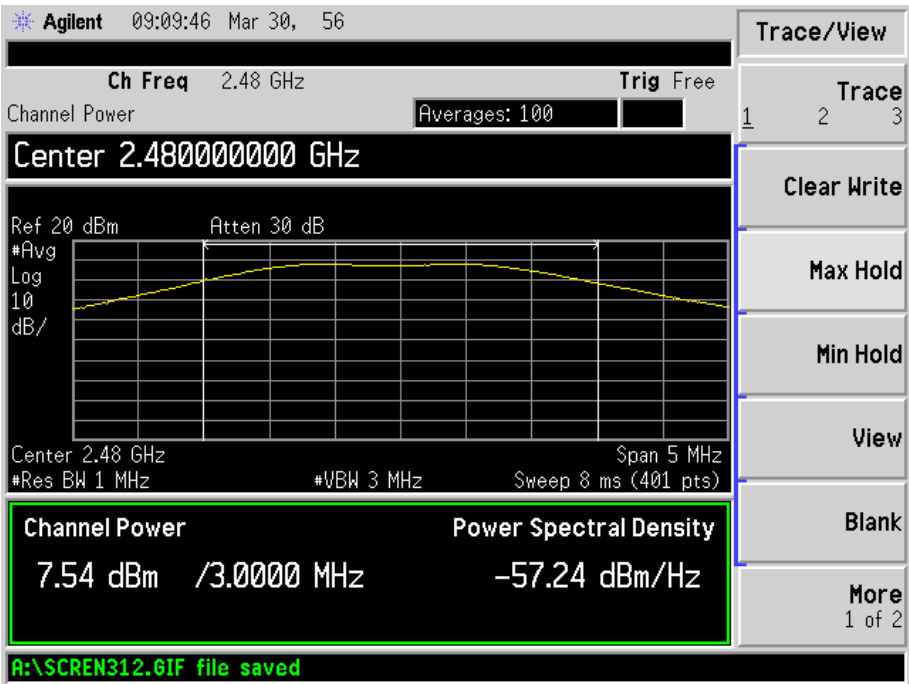 Agilent 09:09:46 Mar 30, 56
Ch Freq 2.48 GHz Trig Free
Channel Power Averages: 100
Center 2.480000000 GHz
Ref 20 dBm Atten 30 dB
#Avg
Log
10
dB/
Center 2.48 GHz Span 5 MHz
#Res BW 1 MHz #VBW 3 MHz Sweep 8 ms (401 pts)
Channel Power Power Spectral Density
7.54 dBm /3.0000 MHz -57.24 dBm/Hz
A:\SCREN312.GIF file saved
Trace/View
Trace
1 2 3
Clear Write
Max Hold
Min Hold
View
Blank
More
1 of 2